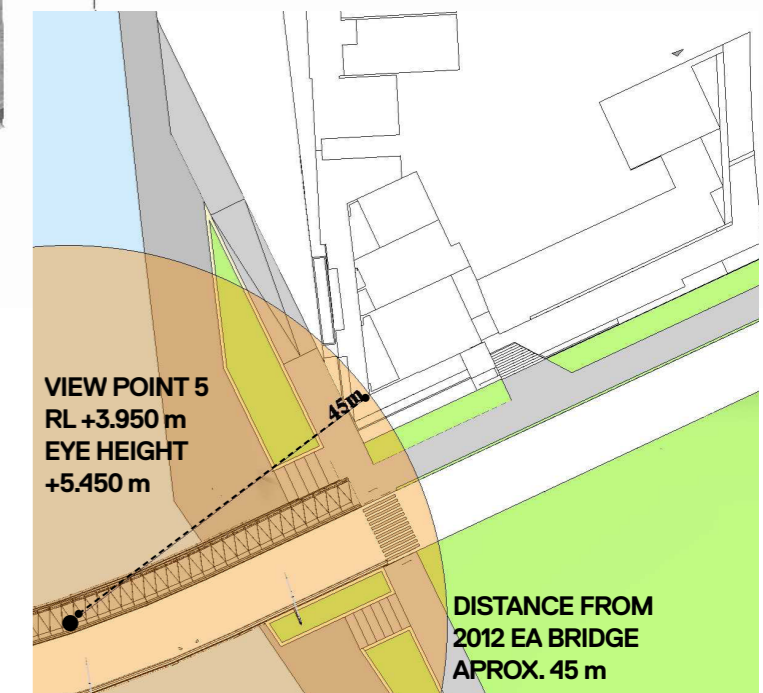 45m
VIEW POINT 5
RL +3.950 m
EYE HEIGHT
+5.450 m
DISTANCE FROM
2012 EA BRIDGE
APROX. 45 m